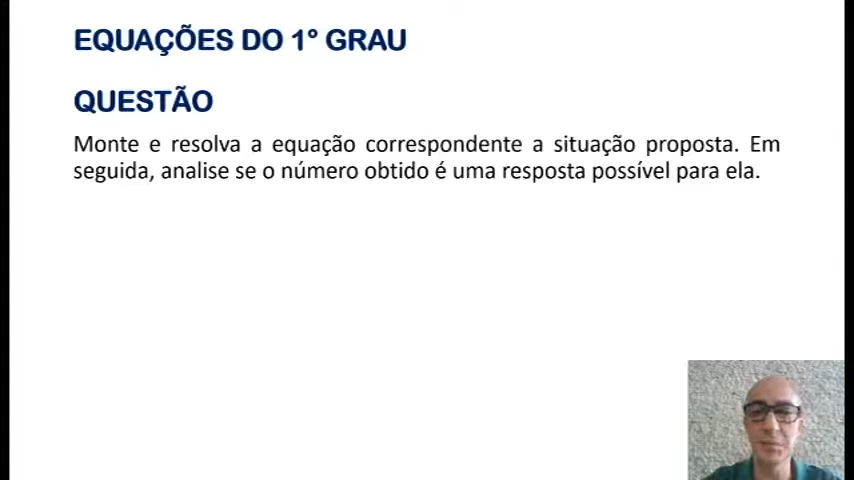 EQUAÇÕES DO 1° GRAU
QUESTÃO
Monte e resolva a equação correspondente a situação proposta. Em
seguida, analise se o número obtido é uma resposta possível para ela.